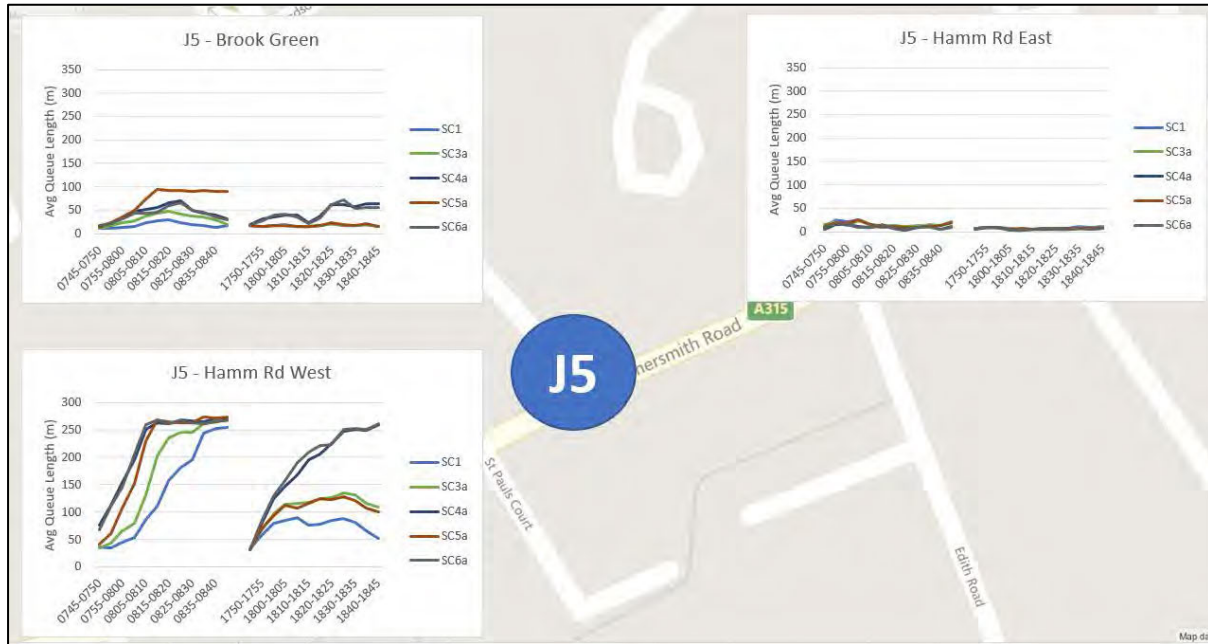 J5 - Brook Green
Avg Queue Length (m)
350
300
250
200
150
100
50
0
0745-0750
0755-0800
0805-0810
0815-0820
0825-0830
0835-0840
1750-1755
1800-1805
1810-1815
1820-1825
1830-1835
1840-1845
SC1
SC3a
SC4a
SC5a
SC6a
J5 - Hamm Rd East
Avg Queue Length (m)
350
300
250
200
150
100
50
0
0745-0750
0755-0800
0805-0810
0815-0820
0825-0830
0835-0840
1750-1755
1800-1805
1810-1815
1820-1825
1830-1835
1840-1845
SC1
SC3a
SC4a
SC5a
SC6a
A315
mersmith Road
J5
J5 - Hamm Rd West
Avg Queue Length (m)
300
250
200
150
100
50
0
0745-0750
0755-0800
0805-0810
0815-0820
0825-0830
0835-0840
1750-1755
1800-1805
1810-1815
1820-1825
1830-1835
1840-1845
SC1
SC3a
SC4a
SC5a
SC6a
St Pauls Court
Edith Road
Map da